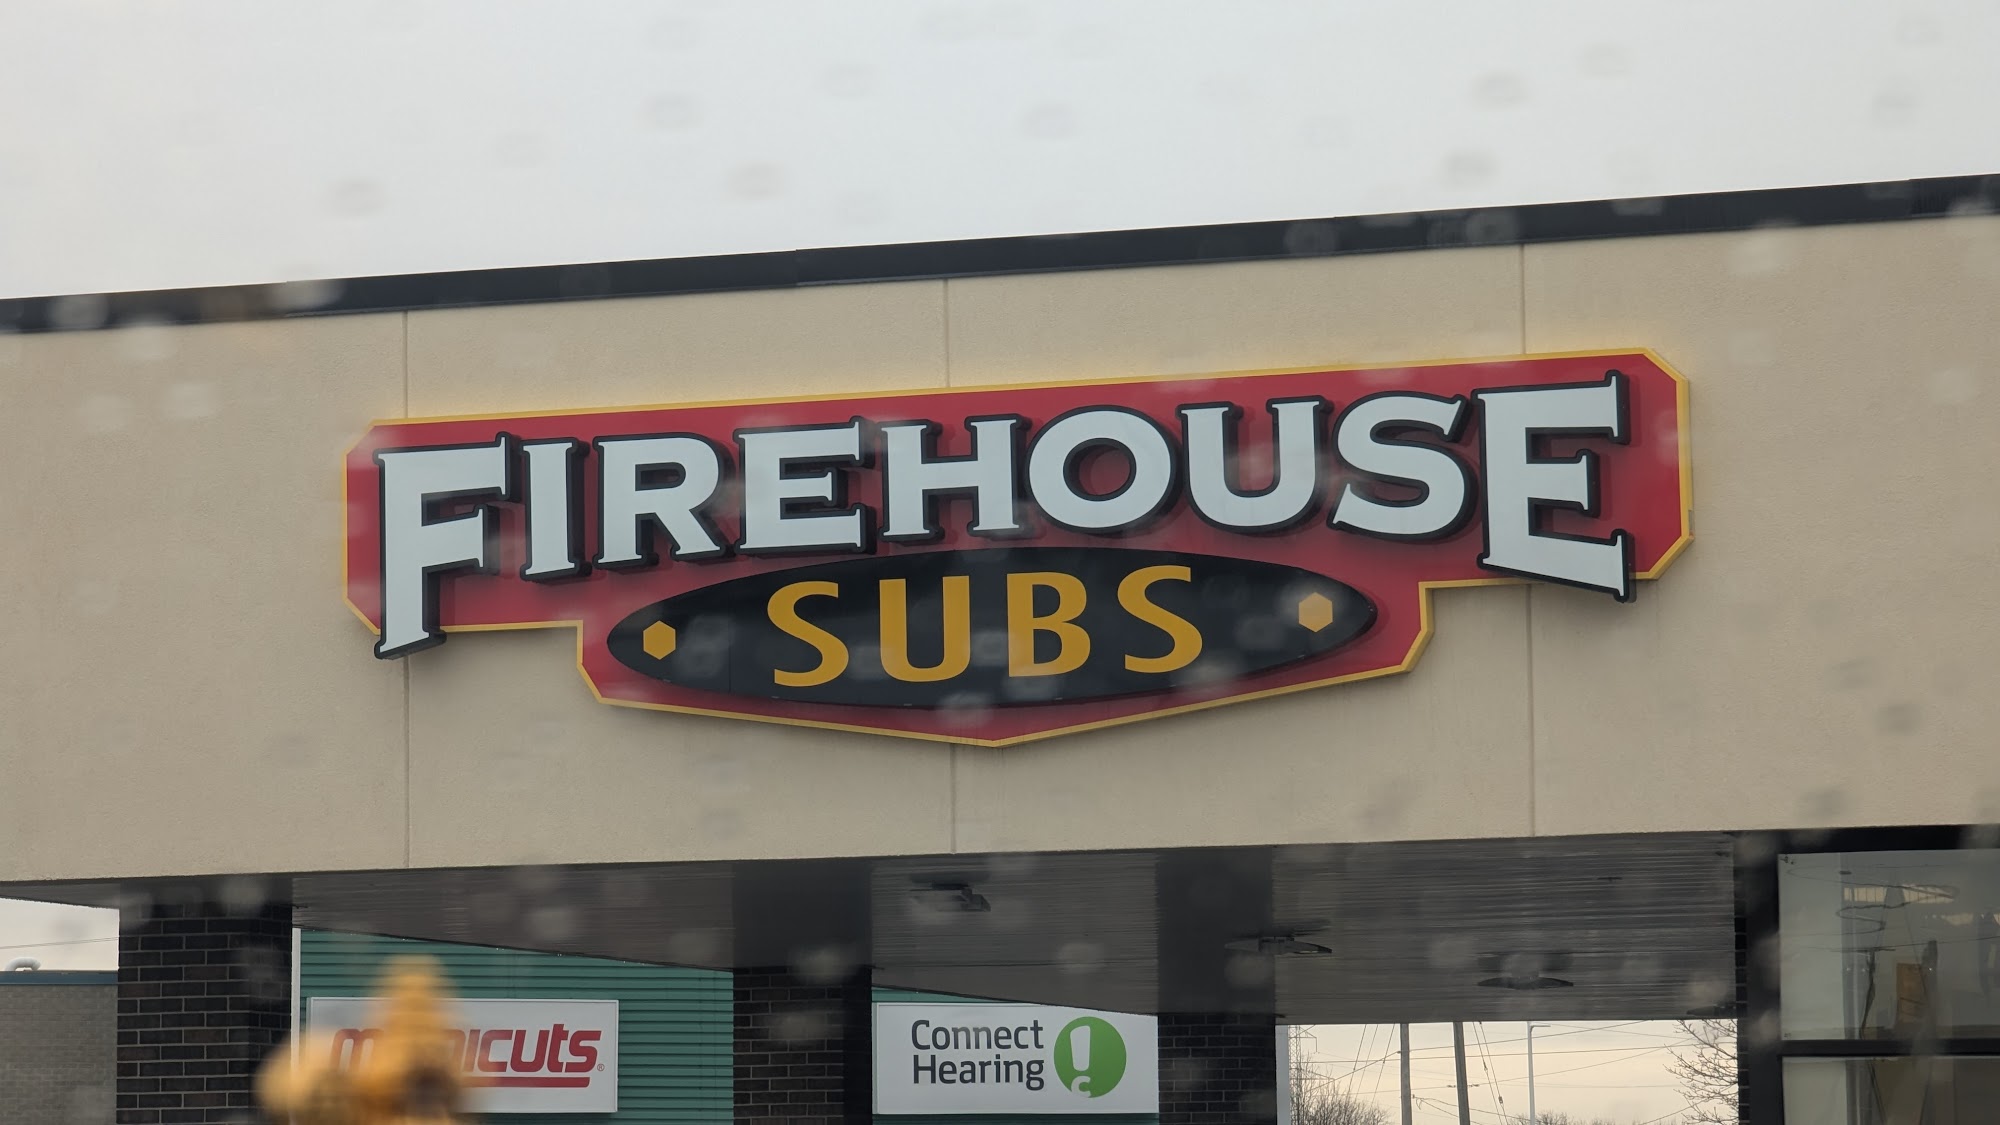 FIREHOUSE
SUBS
Connect
Hearing